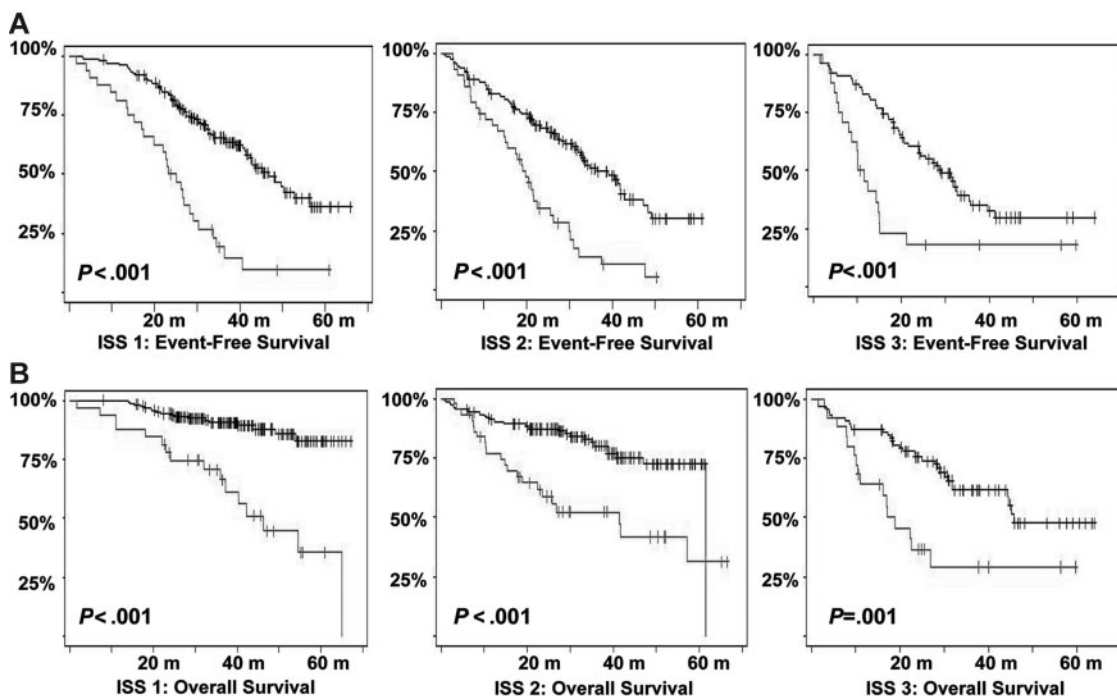 A
100% 100% 100%
75% 75% 75%
50% 50% 50%
25% 25% 25%
P<.001 P<.001 P<.001
20 m 40 m 60 m 20 m 40 m 60 m 20 m 40 m 60 m
ISS 1: Event-Free Survival ISS 2: Event-Free Survival ISS 3: Event-Free Survival
B
100% 100% 100%
75% 75% 75%
50% 50% 50%
25% 25% 25%
P<.001 P<.001 P=.001
20 m 40 m 60 m 20 m 40 m 60 m 20 m 40 m 60 m
ISS 1: Overall Survival ISS 2: Overall Survival ISS 3: Overall Survival